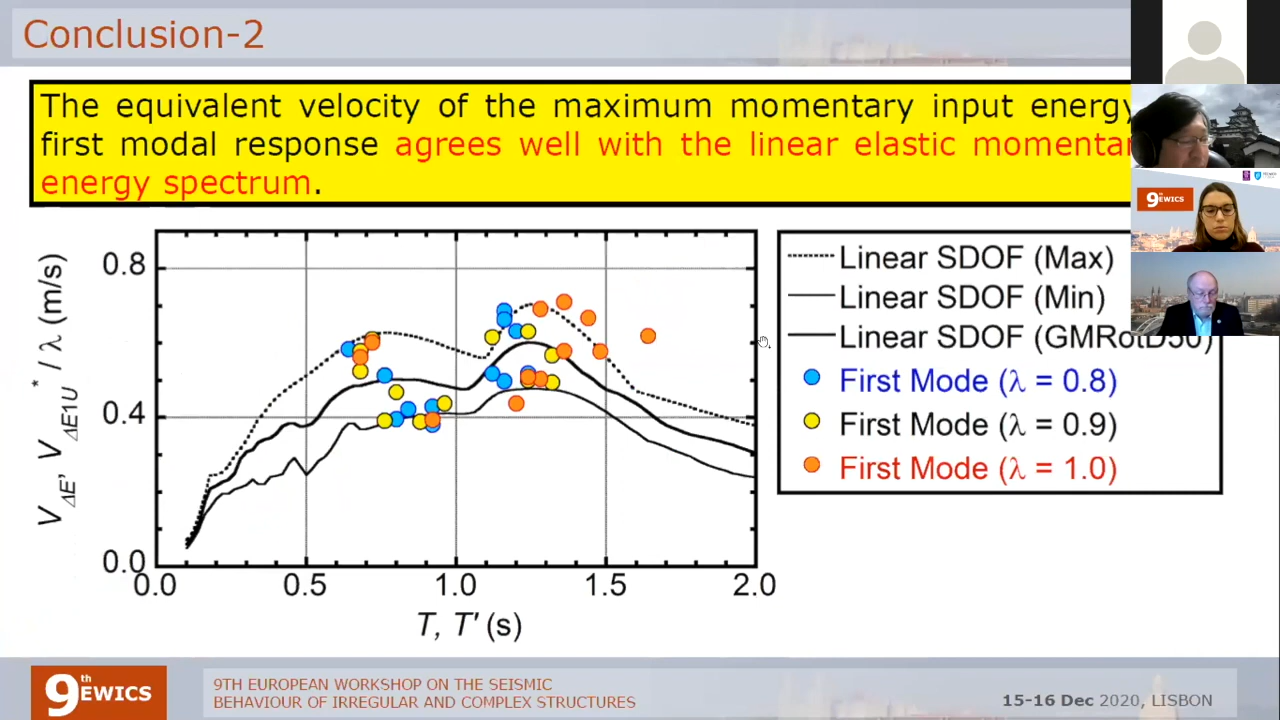 Conclusion-2
The equivalent velocity of the maximum momentary input energy
first modal response agrees well with the linear elastic
energy spectrum.
V_ΔE, V_ΔE1U* / λ (m/s)
0.8
0.4
0.0
0.0 0.5 1.0 1.5 2.0
T, T' (s)
Linear SDOF (Max)
Linear SDOF (Min)
Linear SDOF (GMRotD50)
First Mode (λ = 0.8)
First Mode (λ = 0.9)
First Mode (λ = 1.0)
9th EWICS
9th EWICS
9TH EUROPEAN WORKSHOP ON THE SEISMIC
BEHAVIOUR OF IRREGULAR AND COMPLEX STRUCTURES
15-16 Dec 2020, LISBON